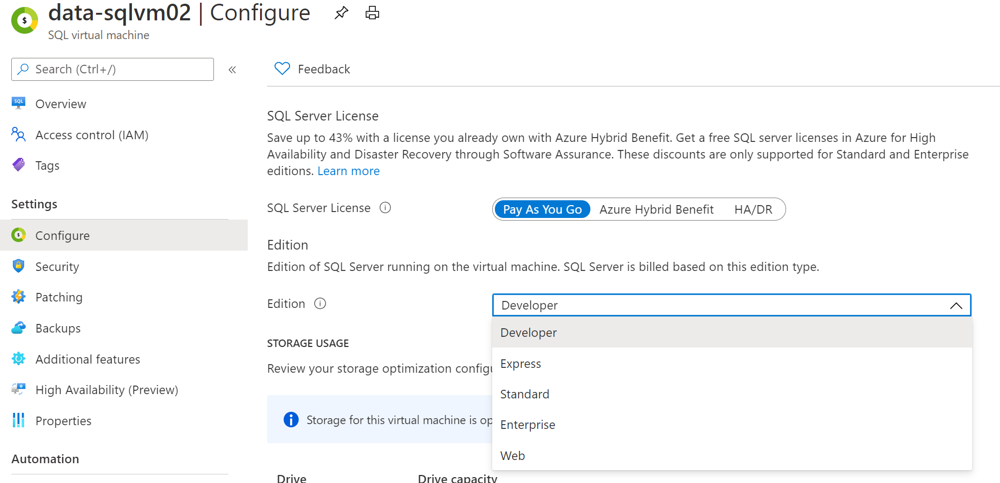 data-sqlvm02 | Configure
SQL virtual machine
Search (Ctrl+/)
«
Overview
Access control (IAM)
Tags
Settings
Configure
Security
Patching
Backups
Additional features
High Availability (Preview)
Properties
Automation
Feedback
SQL Server License
Save up to 43% with a license you already own with Azure Hybrid Benefit. Get a free SQL server licenses in Azure for High
Availability and Disaster Recovery through Software Assurance. These discounts are only supported for Standard and Enterprise
editions. Learn more
SQL Server License
Pay As You Go Azure Hybrid Benefit HA/DR
Edition
Edition of SQL Server running on the virtual machine. SQL Server is billed based on this edition type.
Edition
Developer
Developer
Express
Standard
Enterprise
Web
STORAGE USAGE
Review your storage optimization configu
Storage for this virtual machine is op
Drive Drive capacity